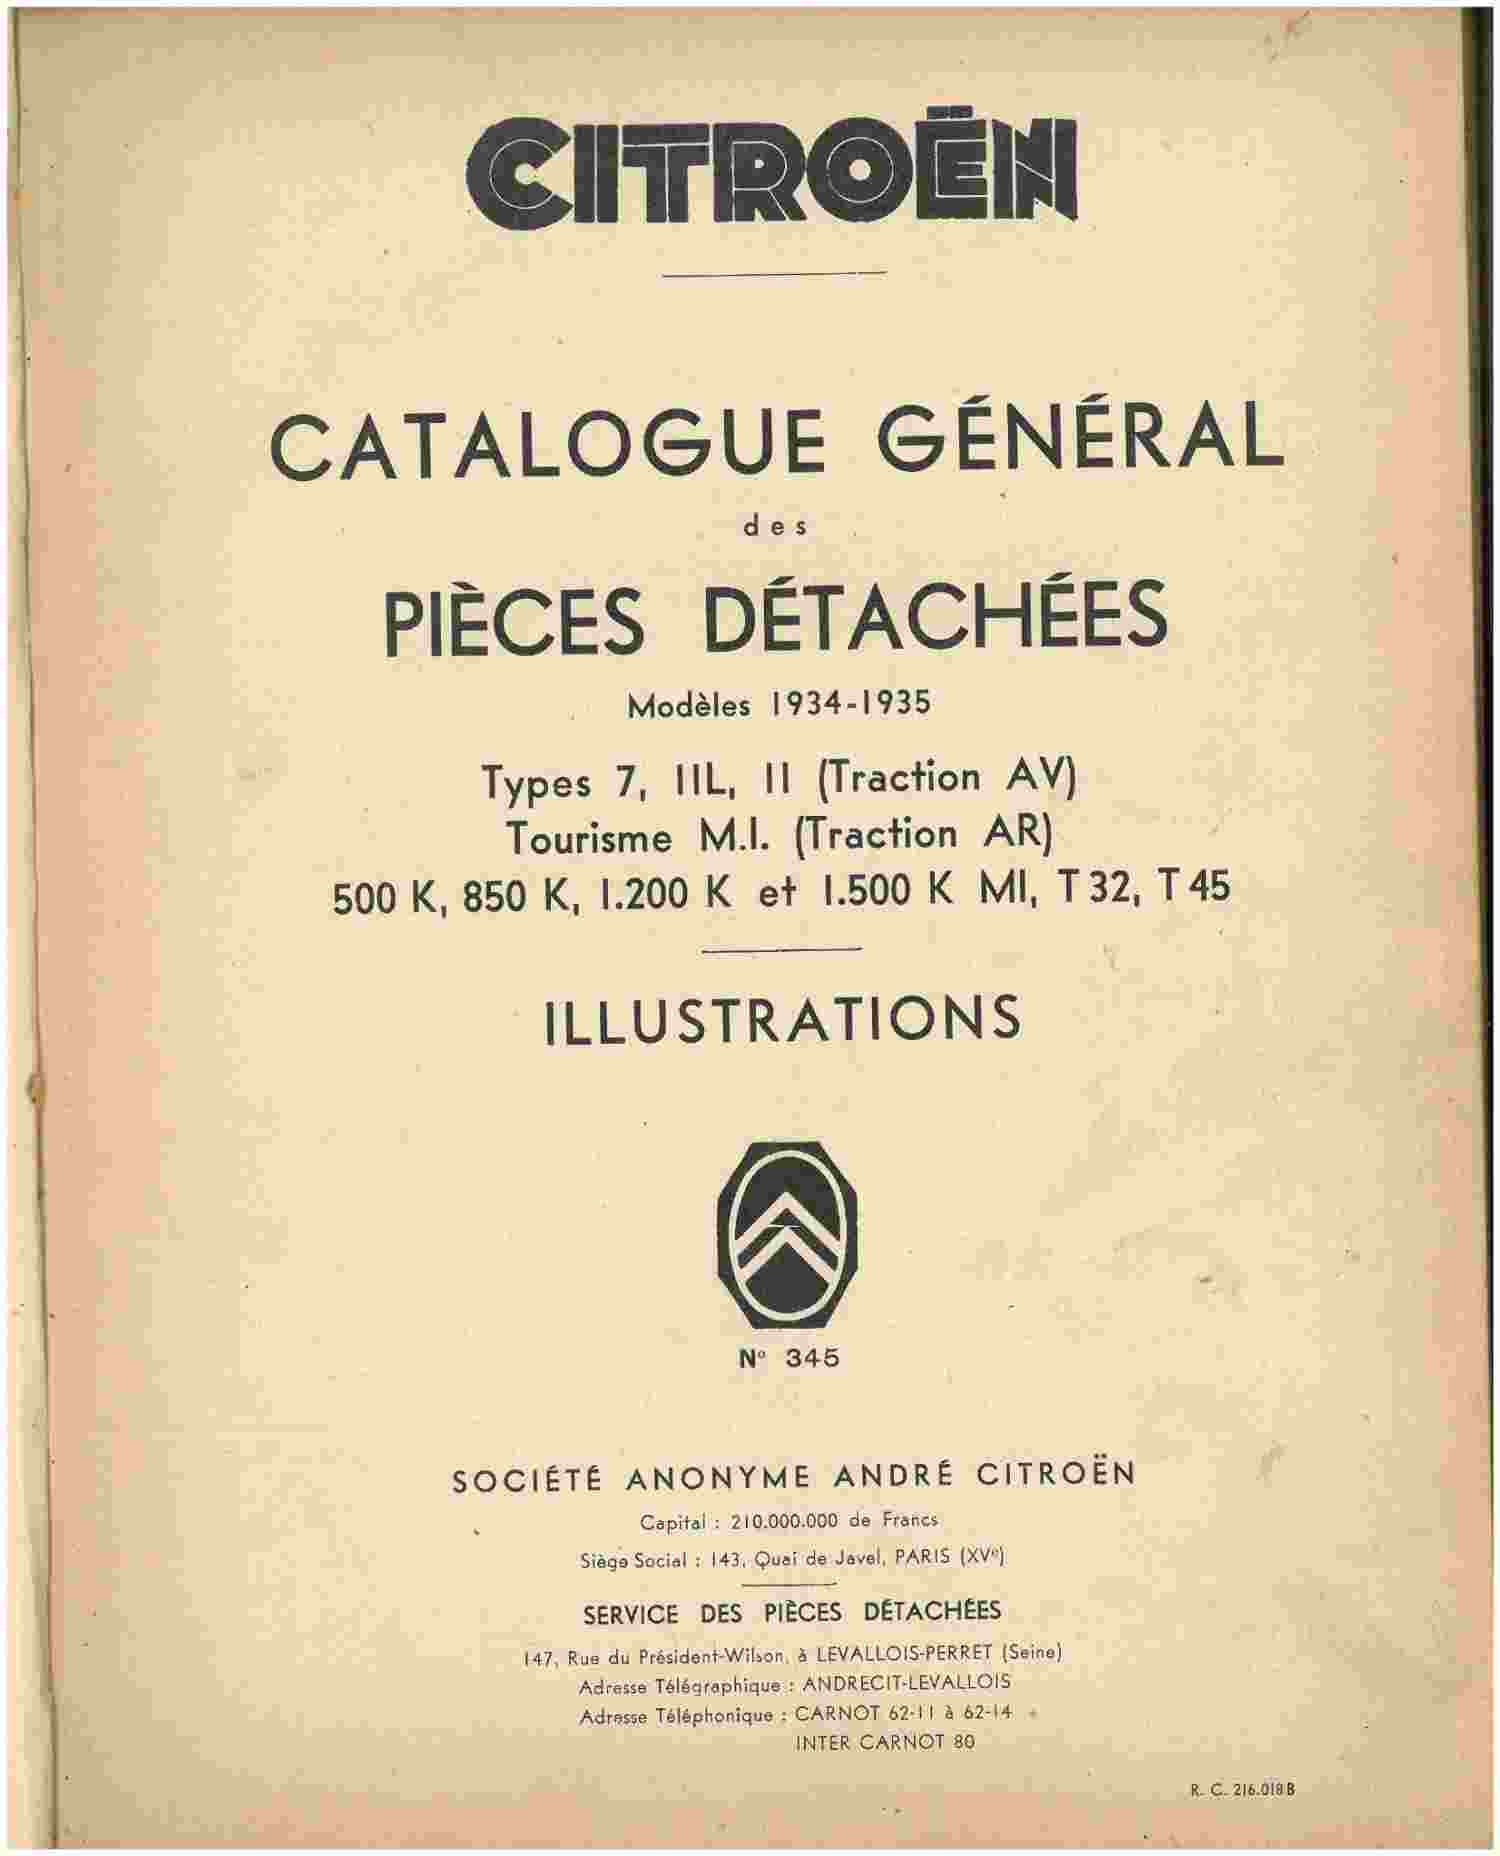 CITROËN
CATALOGUE GÉNÉRAL
des
PIÈCES DÉTACHÉES
Modèles 1934-1935
Types 7, 11L, 11 (Traction AV)
Tourisme M.I. (Traction AR)
500 K, 850 K, 1.200 K et 1.500 K MI, T 32, T 45
ILLUSTRATIONS
N° 345
SOCIÉTÉ ANONYME ANDRÉ CITROËN
Capital : 210.000.000 de Francs
Siège Social : 143, Quai de Javel, PARIS (XVe)
SERVICE DES PIÈCES DÉTACHÉES
147, Rue du Président-Wilson, à LEVALLOIS-PERRET (Seine)
Adresse Télégraphique : ANDRECIT-LEVALLOIS
Adresse Téléphonique : CARNOT 62-11 à 62-14
INTER CARNOT 80
R. C. 216.018 B